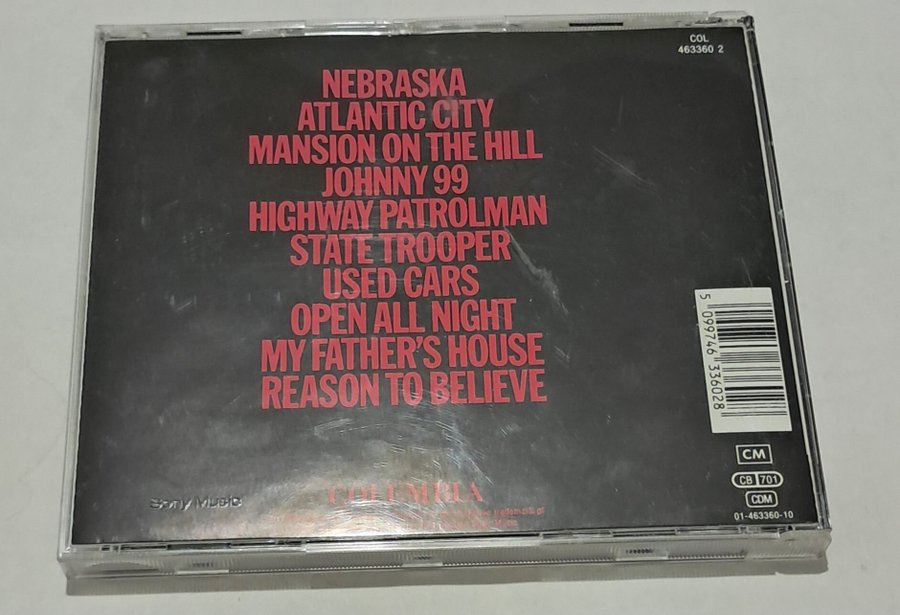 COL
463360 2
NEBRASKA
ATLANTIC CITY
MANSION ON THE HILL
JOHNNY 99
HIGHWAY PATROLMAN
STATE TROOPER
USED CARS
OPEN ALL NIGHT
MY FATHER'S HOUSE
REASON TO BELIEVE
5 099746 336028
CM
CB 701
CDM
01-463360-10
Sony Music
COLUMBIA